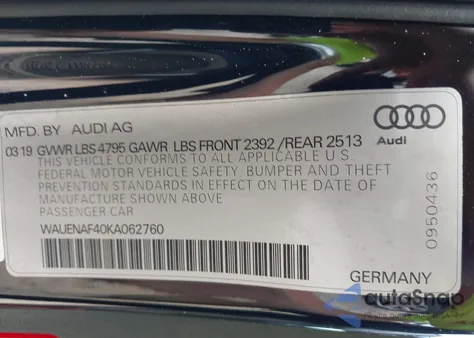 MFD. BY AUDI AG
Audi
03 19 GVWR LBS 4795 GAWR LBS FRONT 2392 /REAR 2513
THIS VEHICLE CONFORMS TO ALL APPLICABLE U.S.
FEDERAL MOTOR VEHICLE SAFETY, BUMPER AND THEFT
PREVENTION STANDARDS IN EFFECT ON THE DATE OF
MANUFACTURE SHOWN ABOVE
PASSENGER CAR
WAUENAF40KA062760
0950436
GERMANY
autoSnap